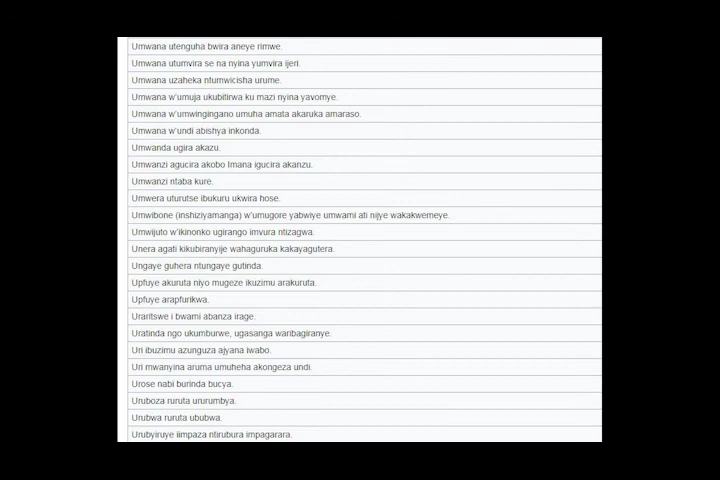 Umwana utenguha bwira aneye rimwe.
Umwana utumvira se na nyina yumvira ijeri.
Umwana uzaheka ntumwicisha urume.
Umwana w'umuja ukubitirwa ku mazi nyina yavomye.
Umwana w'umwingingano umuha amata akaruka amaraso.
Umwana w'undi abishya inkonda.
Umwanda ugira akazu.
Umwanzi agucira akobo Imana igucira akanzu.
Umwanzi ntaba kure.
Umwera uturutse ibukuru ukwira hose.
Umwibone (inshiziyamanga) w'umugore yabwiye umwami ati nijye wakakwemeye.
Umwijuto w'ikinonko ugirango imvura ntizagwa.
Unera agati kikubiranyije wahaguruka kakayagutera.
Ungaye guhera ntungaye gutinda.
Upfuye akuruta niyo mugeze ikuzimu arakuruta.
Upfuye arapfurikwa.
Uraritswe i bwami abanza irage.
Uratinda ngo ukumburwe, ugasanga waribagiranye.
Uri ibuzimu azunguza ajyana iwabo.
Uri mwanyina aruma umuheha akongeza undi.
Urose nabi burinda bucya.
Uruboza ruruta ururumbya.
Urubwa ruruta ububwa.
Urubyiruye iimpaza ntirubura impagarara.